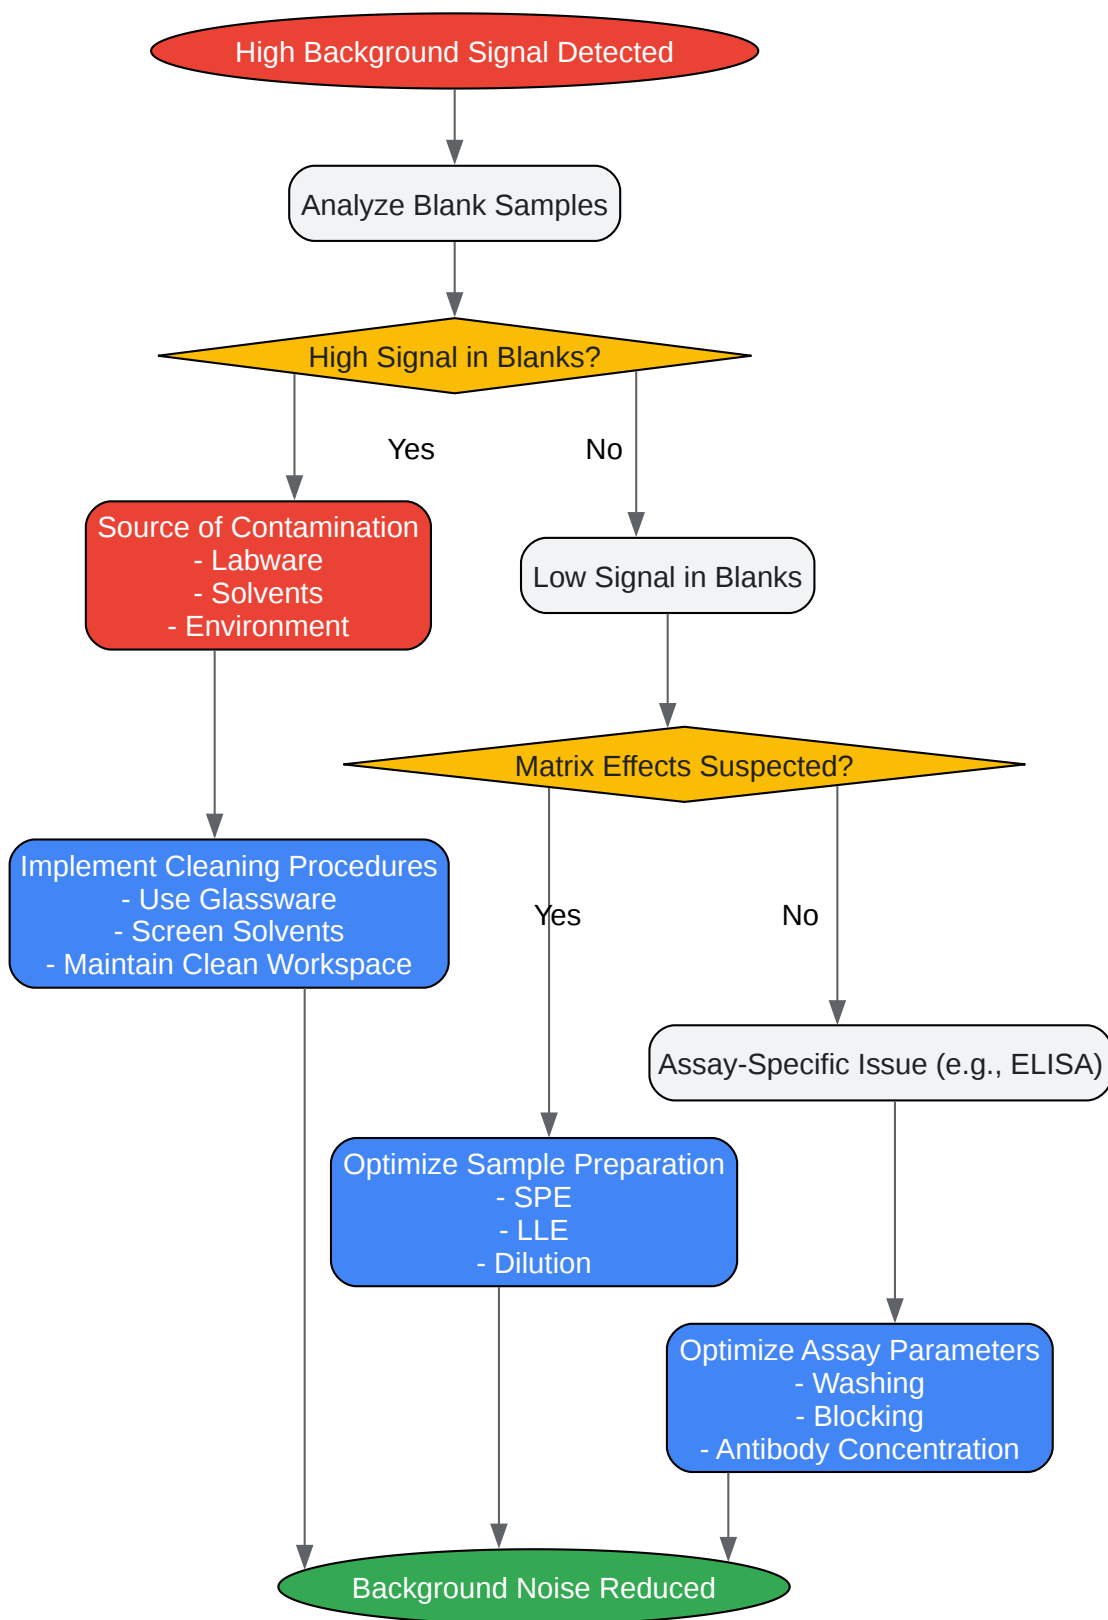 High Background Signal Detected
Analyze Blank Samples
High Signal in Blanks?
Yes
No
Source of Contamination
- Labware
- Solvents
- Environment
Low Signal in Blanks
Matrix Effects Suspected?
Implement Cleaning Procedures
- Use Glassware
- Screen Solvents
- Maintain Clean Workspace
Yes
No
Assay-Specific Issue (e.g., ELISA)
Optimize Sample Preparation
- SPE
- LLE
- Dilution
Optimize Assay Parameters
- Washing
- Blocking
- Antibody Concentration
Background Noise Reduced